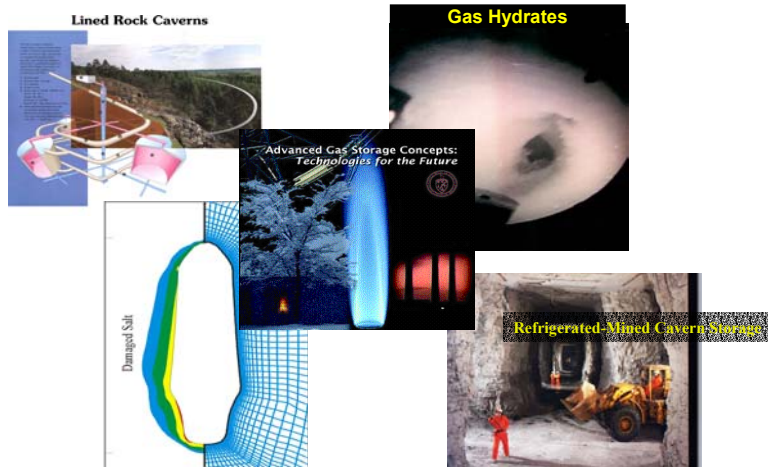 Lined Rock Caverns
Gas Hydrates
Advanced Gas Storage Concepts:
Technologies for the Future
Damaged Salt
Refrigerated-Mined Cavern Storage